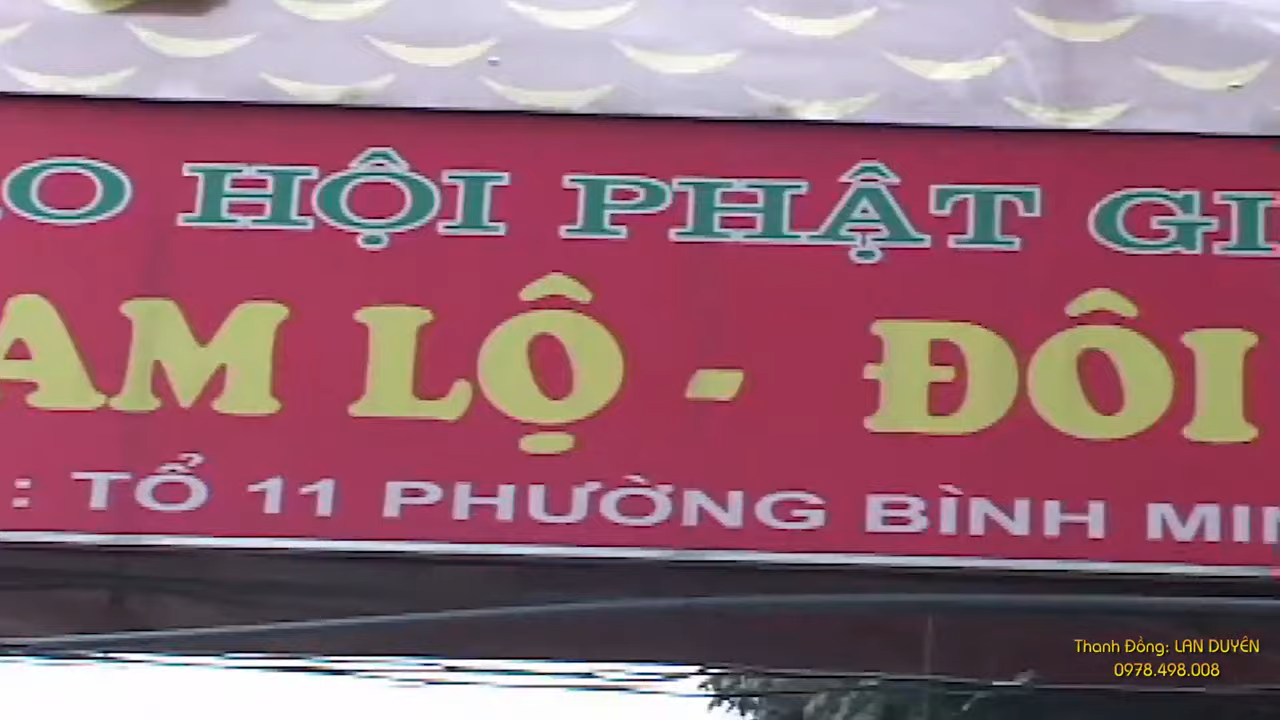 O HỘI PHẬT GI
AM LỘ - ĐÔI
: TỔ 11 PHƯỜNG BÌNH MI
Thanh Đồng: LAN DUYÊN
0978.498.008